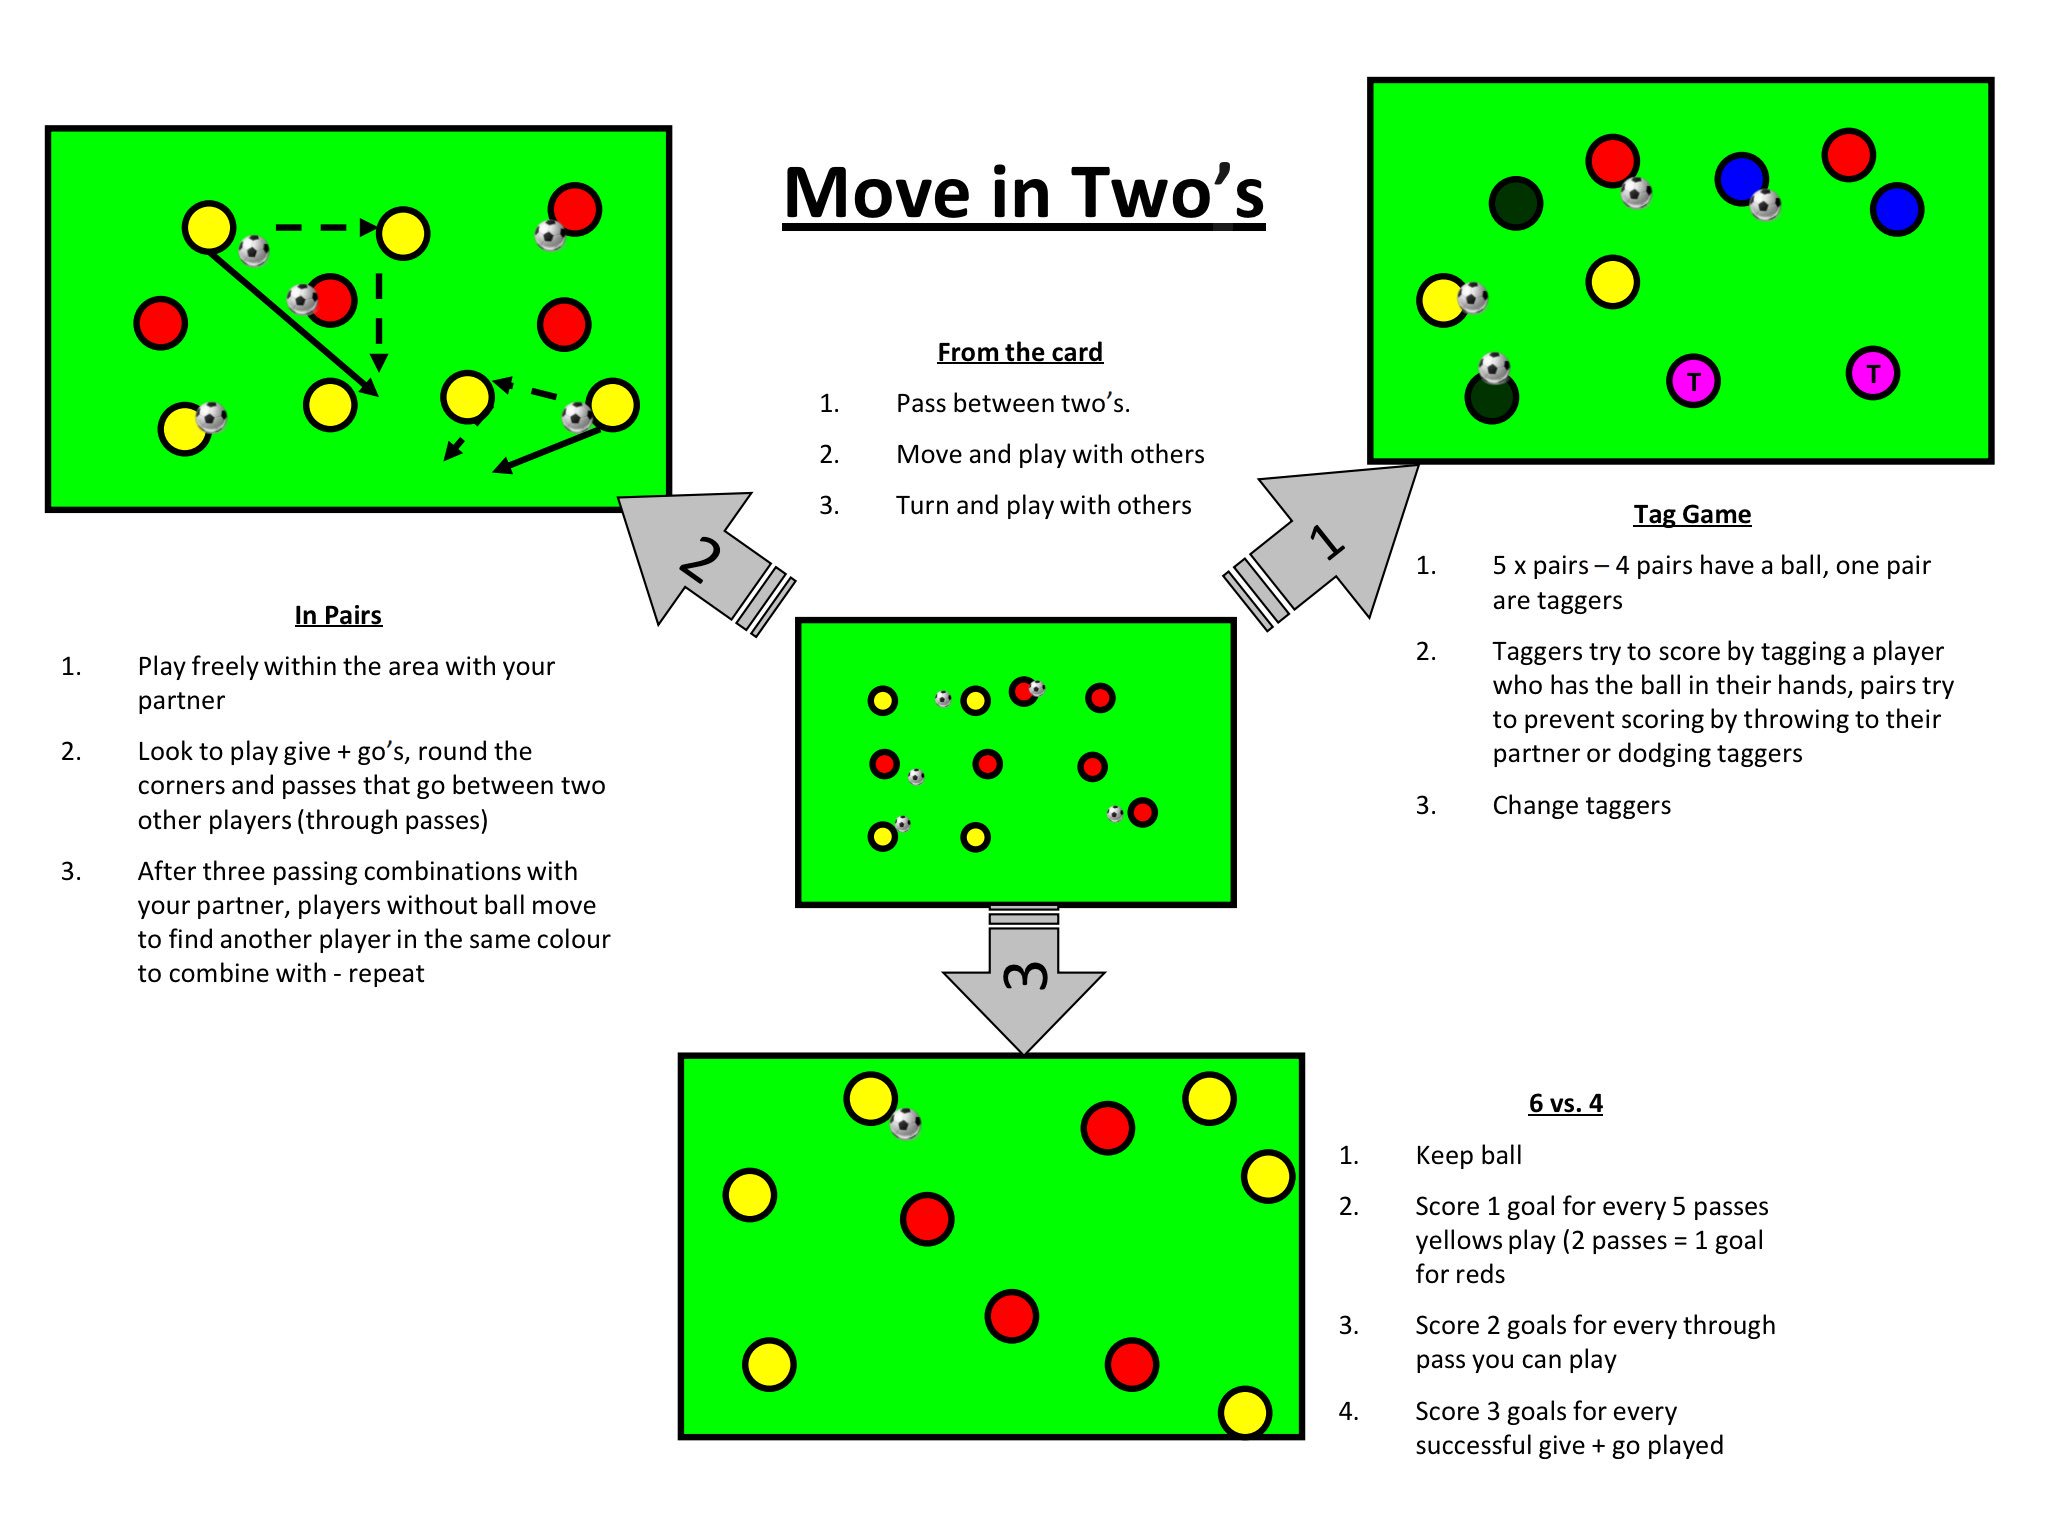 Move in Two’s
From the card
1. Pass between two’s.
2. Move and play with others
3. Turn and play with others
T
T
1
Tag Game
1. 5 x pairs – 4 pairs have a ball, one pair
are taggers
2. Taggers try to score by tagging a player
who has the ball in their hands, pairs try
to prevent scoring by throwing to their
partner or dodging taggers
3. Change taggers
2
In Pairs
1. Play freely within the area with your
partner
2. Look to play give + go’s, round the
corners and passes that go between two
other players (through passes)
3. After three passing combinations with
your partner, players without ball move
to find another player in the same colour
to combine with - repeat
3
6 vs. 4
1. Keep ball
2. Score 1 goal for every 5 passes
yellows play (2 passes = 1 goal
for reds
3. Score 2 goals for every through
pass you can play
4. Score 3 goals for every
successful give + go played